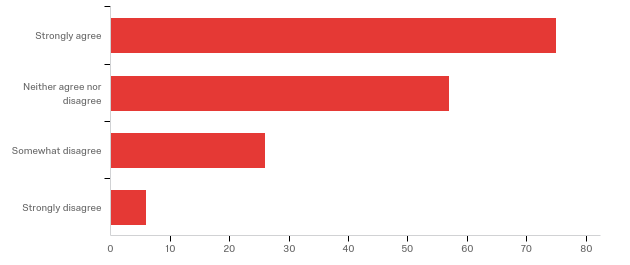 Strongly agree
Neither agree nor
disagree
Somewhat disagree
Strongly disagree
0 10 20 30 40 50 60 70 80